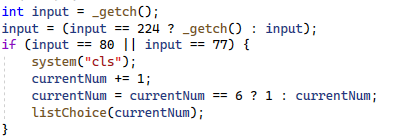 int input = _getch();
input = (input == 224 ? _getch() : input);
if (input == 80 || input == 77) {
    system("cls");
    currentNum += 1;
    currentNum = currentNum == 6 ? 1 : currentNum;
    listChoice(currentNum);
}